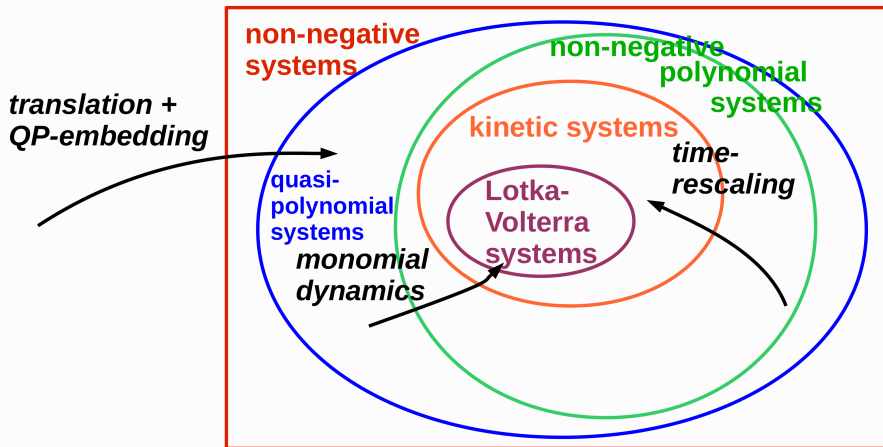 non-negative
systems
non-negative
polynomial
systems
translation +
QP-embedding
kinetic systems
time-
rescaling
quasi-
polynomial
systems
Lotka-
Volterra
systems
monomial
dynamics